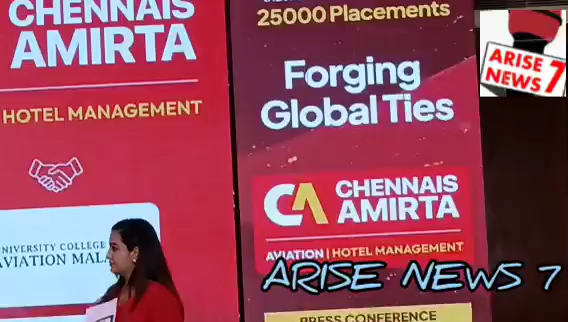 CHENNAIS
AMIRTA
HOTEL MANAGEMENT
UNIVERSITY COLLEGE
AVIATION MALA
25000 Placements
Forging
Global Ties
CA CHENNAIS
AMIRTA
AVIATION | HOTEL MANAGEMENT
PRESS CONFERENCE
ARISE
NEWS 7
ARISE NEWS 7